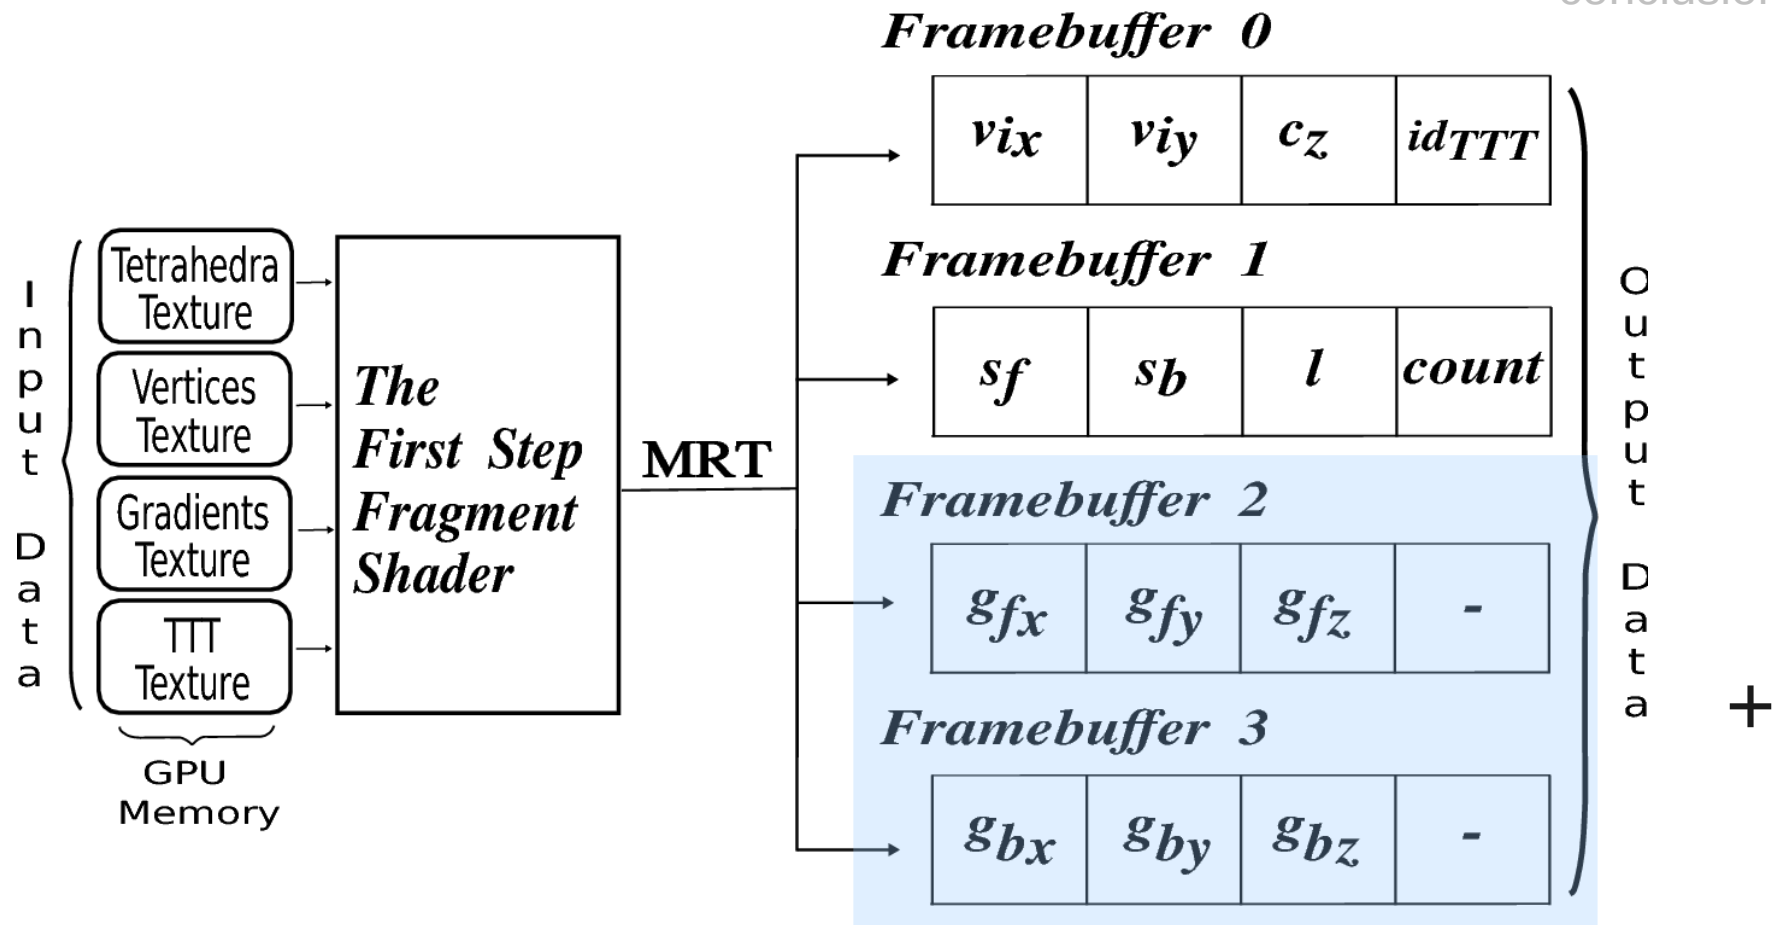 Input Data
Tetrahedra
Texture
Vertices
Texture
Gradients
Texture
TTT
Texture
GPU
Memory
The
First Step
Fragment
Shader
MRT
Framebuffer 0
vix viy cz idTTT
Framebuffer 1
sf sb l count
Framebuffer 2
gfx gfy gfz -
Framebuffer 3
gbx gby gbz -
Output Data
+